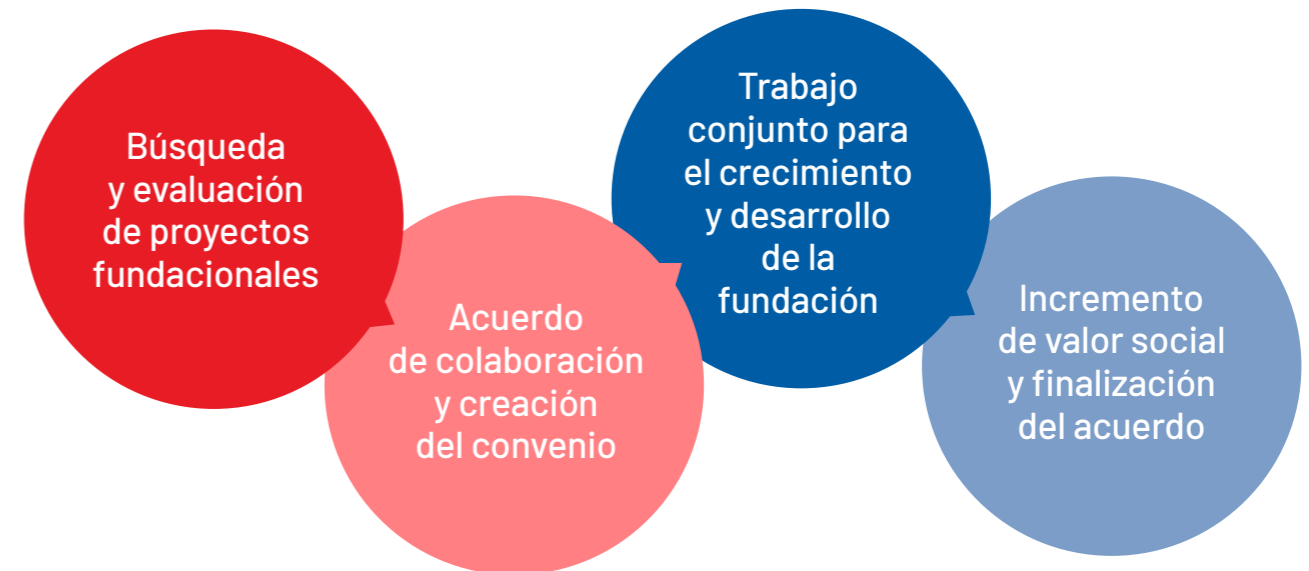 Búsqueda
y evaluación
de proyectos
fundacionales
Acuerdo
de colaboración
y creación
del convenio
Trabajo
conjunto para
el crecimiento
y desarrollo
de la
fundación
Incremento
de valor social
y finalización
del acuerdo